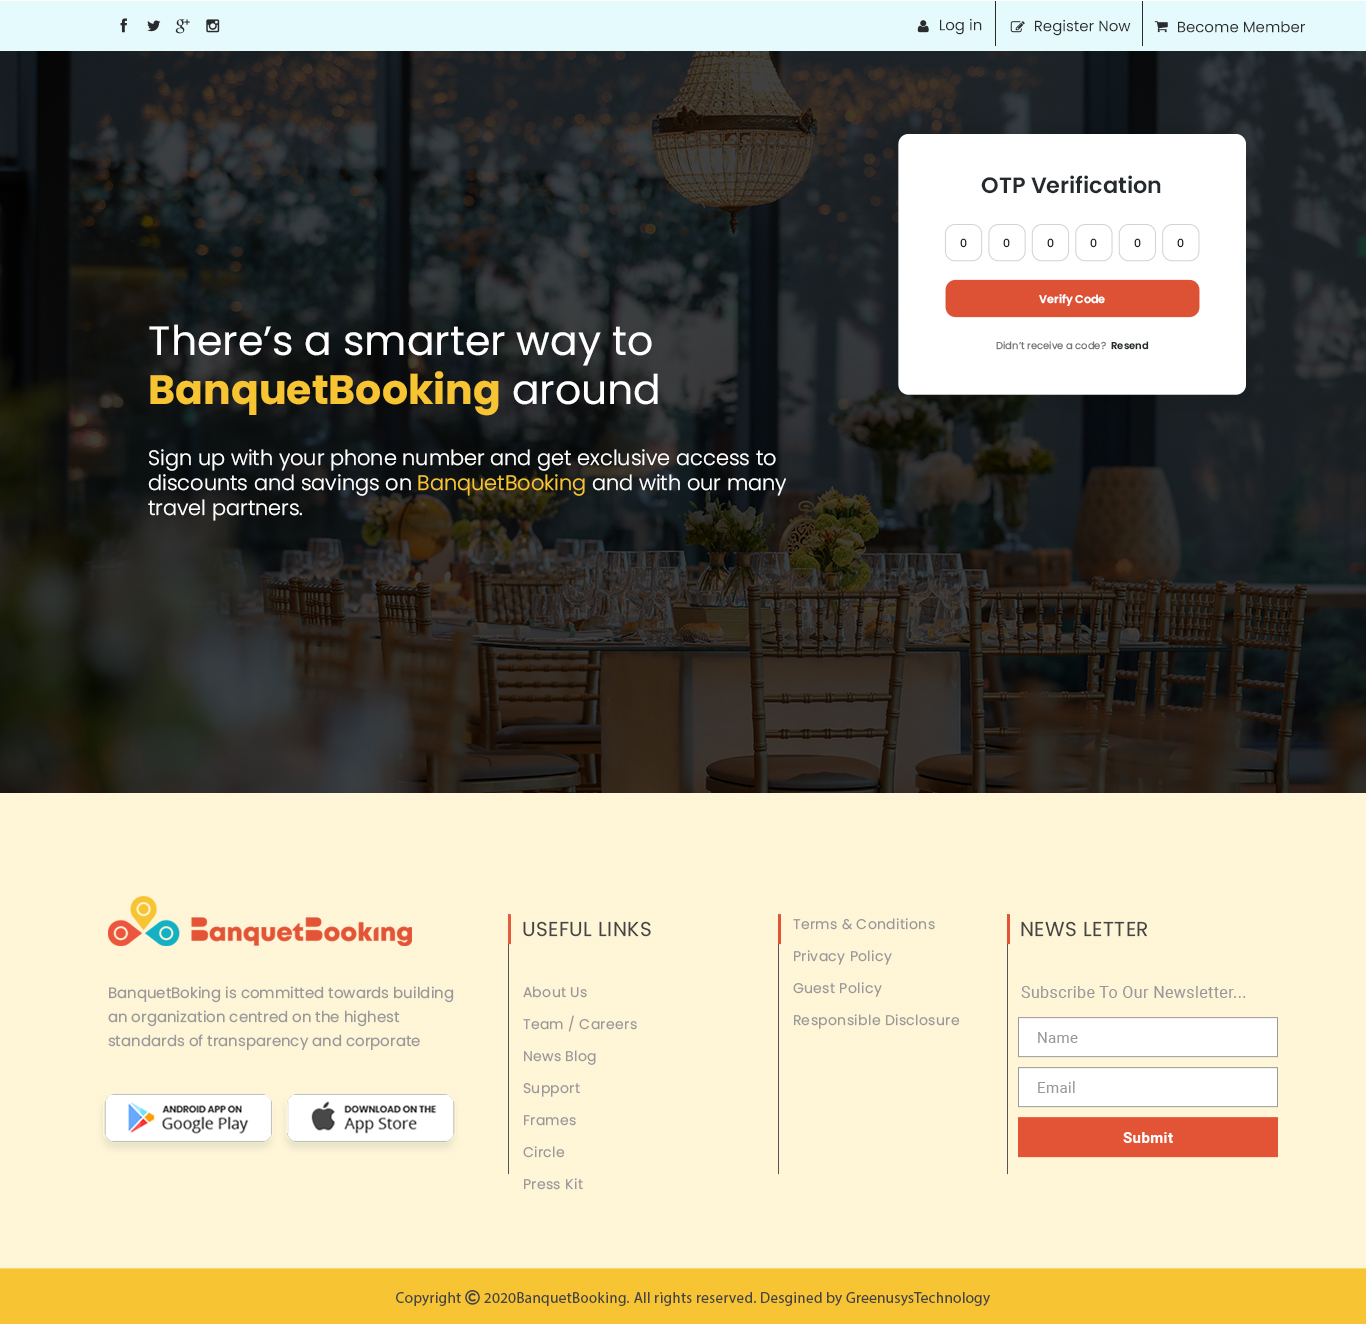 Log in
Register Now
Become Member
OTP Verification
0 0 0 0 0 0
Verify Code
Didn't receive a code? Resend
There's a smarter way to
BanquetBooking around
Sign up with your phone number and get exclusive access to
discounts and savings on BanquetBooking and with our many
travel partners.
BanquetBooking
BanquetBoking is committed towards building
an organization centred on the highest
standards of transparency and corporate
ANDROID APP ON
Google Play
DOWNLOAD ON THE
App Store
USEFUL LINKS
About Us
Team / Careers
News Blog
Support
Frames
Circle
Press Kit
Terms & Conditions
Privacy Policy
Guest Policy
Responsible Disclosure
NEWS LETTER
Subscribe To Our Newsletter...
Name
Email
Submit
Copyright © 2020BanquetBooking. All rights reserved. Desgined by GreenusysTechnology